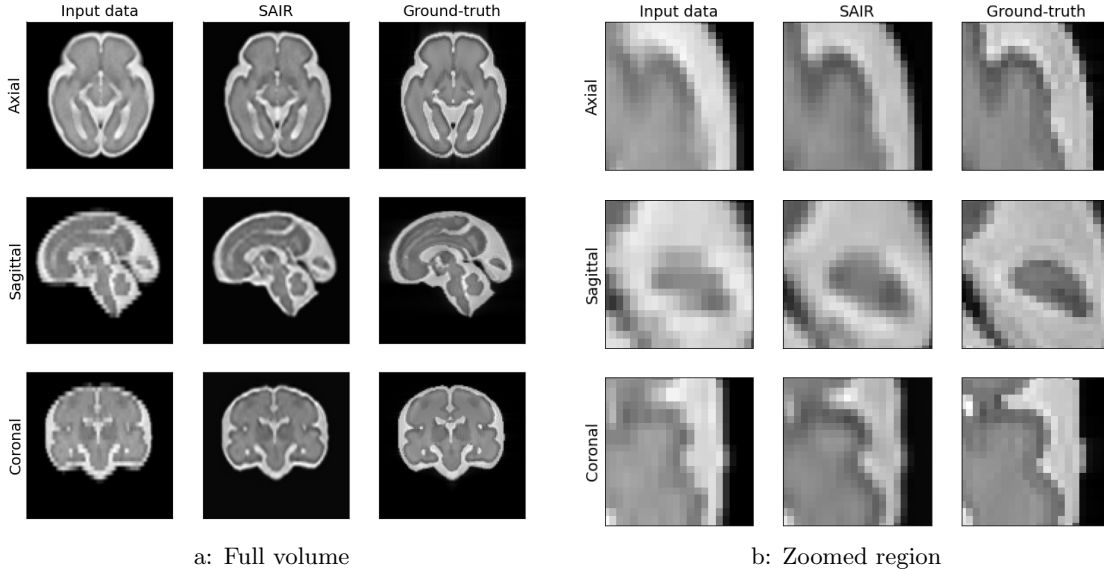 Input data SAIR Ground-truth
Axial
Sagittal
Coronal
a: Full volume
Input data SAIR Ground-truth
Axial
Sagittal
Coronal
b: Zoomed region